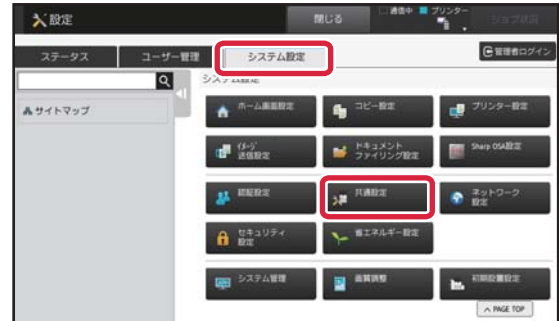 設定
閉じる
通信中
プリンター
ジョブ状況
ステータス
ユーザー管理
システム設定
管理者ログイン
システム設定
サイトマップ
ホーム画面設定
コピー設定
プリンター設定
イメージ
送信設定
ドキュメント
ファイリング設定
Sharp OSA設定
認証設定
共通設定
ネットワーク
設定
セキュリティ
設定
省エネルギー設定
システム管理
画質調整
初期設置設定
PAGE TOP